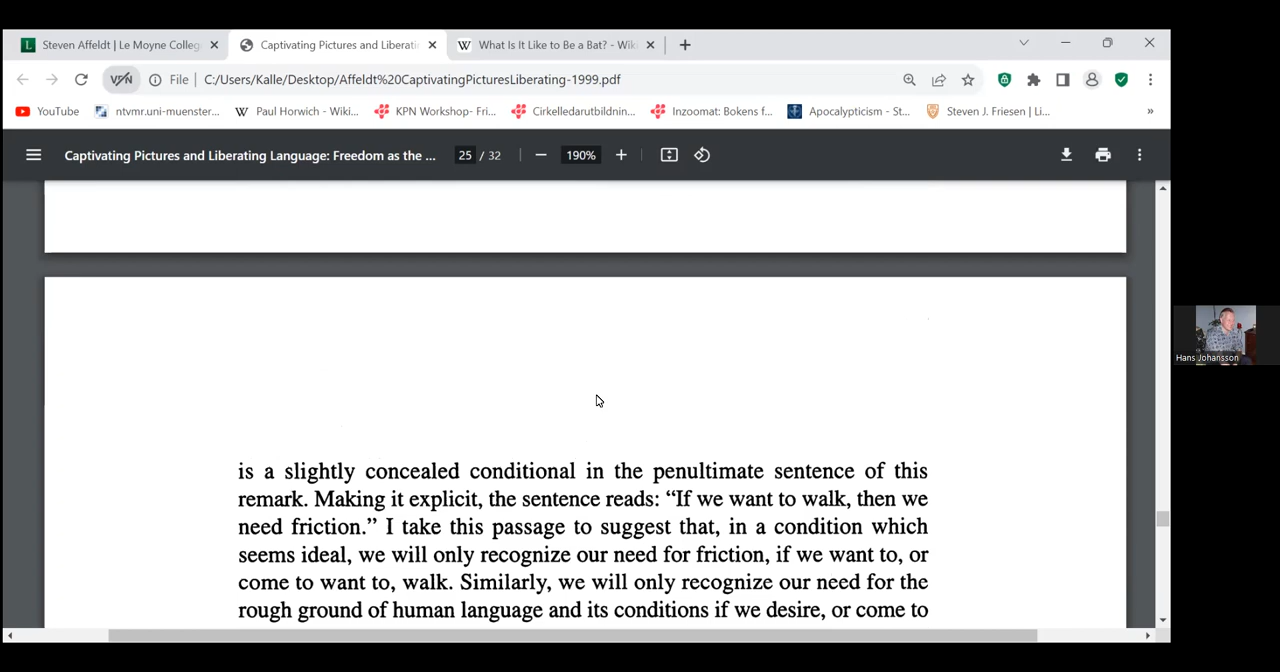 Steven Affeldt | Le Moyne Colleg
Captivating Pictures and Liberati
W What Is It Like to Be a Bat? - Wiki
VPN File C:/Users/Kalle/Desktop/Affeldt%20CaptivatingPicturesLiberating-1999.pdf
YouTube ntvmr.uni-muenster... W Paul Horwich - Wiki... KPN Workshop- Fri... Cirkelledarutbildnin... Inzoomat: Bokens f... Apocalypticism - St... Steven J. Friesen | Li... »
Captivating Pictures and Liberating Language: Freedom as the ... 25 / 32 190%
is a slightly concealed conditional in the penultimate sentence of this
remark. Making it explicit, the sentence reads: “If we want to walk, then we
need friction.” I take this passage to suggest that, in a condition which
seems ideal, we will only recognize our need for friction, if we want to, or
come to want to, walk. Similarly, we will only recognize our need for the
rough ground of human language and its conditions if we desire, or come to
Hans Johansson